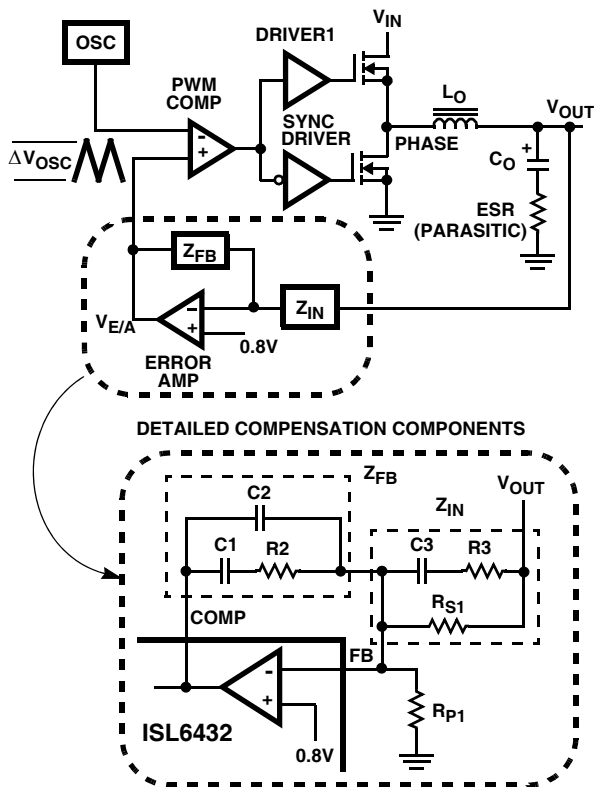 OSC
DRIVER1
V_IN
PWM
COMP
SYNC
DRIVER
L_O
V_OUT
ΔV_OSC
PHASE
C_O
+
ESR
(PARASITIC)
-
+
Z_FB
Z_IN
-
+
V_E/A
0.8V
ERROR
AMP
DETAILED COMPENSATION COMPONENTS
Z_FB
V_OUT
C2
Z_IN
C1
R2
C3
R3
R_S1
COMP
FB
-
+
R_P1
ISL6432
0.8V